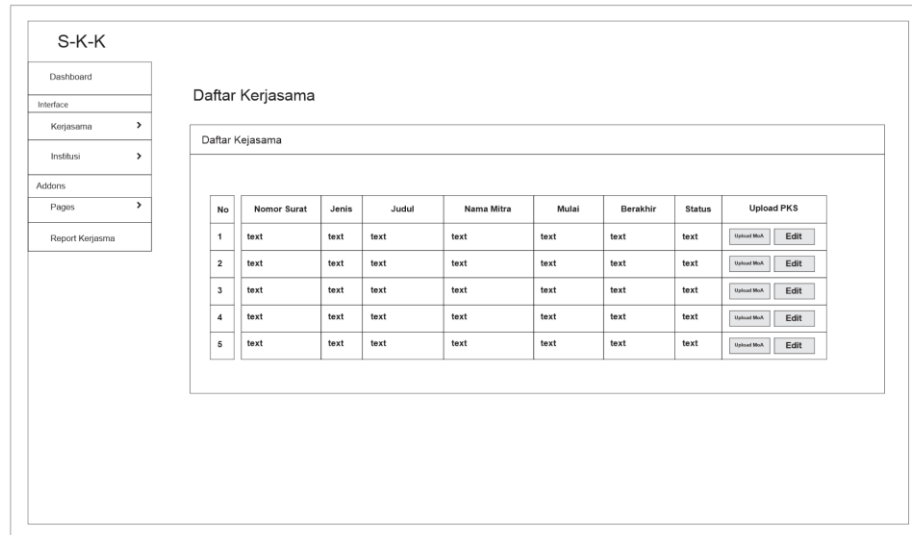 S-K-K
Dashboard
Interface
Kerjasama
Institusi
Addons
Pages
Report Kerjasma
Daftar Kerjasama
Daftar Kejasama
No Nomor Surat Jenis Judul Nama Mitra Mulai Berakhir Status Upload PKS
1 text text text text text text text Upload MoA Edit
2 text text text text text text text Upload MoA Edit
3 text text text text text text text Upload MoA Edit
4 text text text text text text text Upload MoA Edit
5 text text text text text text text Upload MoA Edit